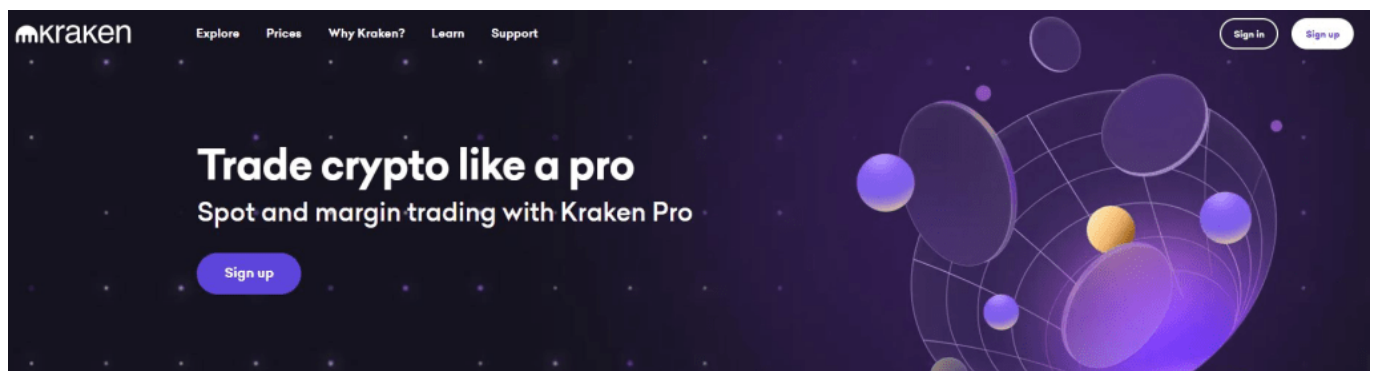 mkraken
Explore Prices Why Kraken? Learn Support
Sign in Sign up
Trade crypto like a pro
Spot and margin trading with Kraken Pro
Sign up